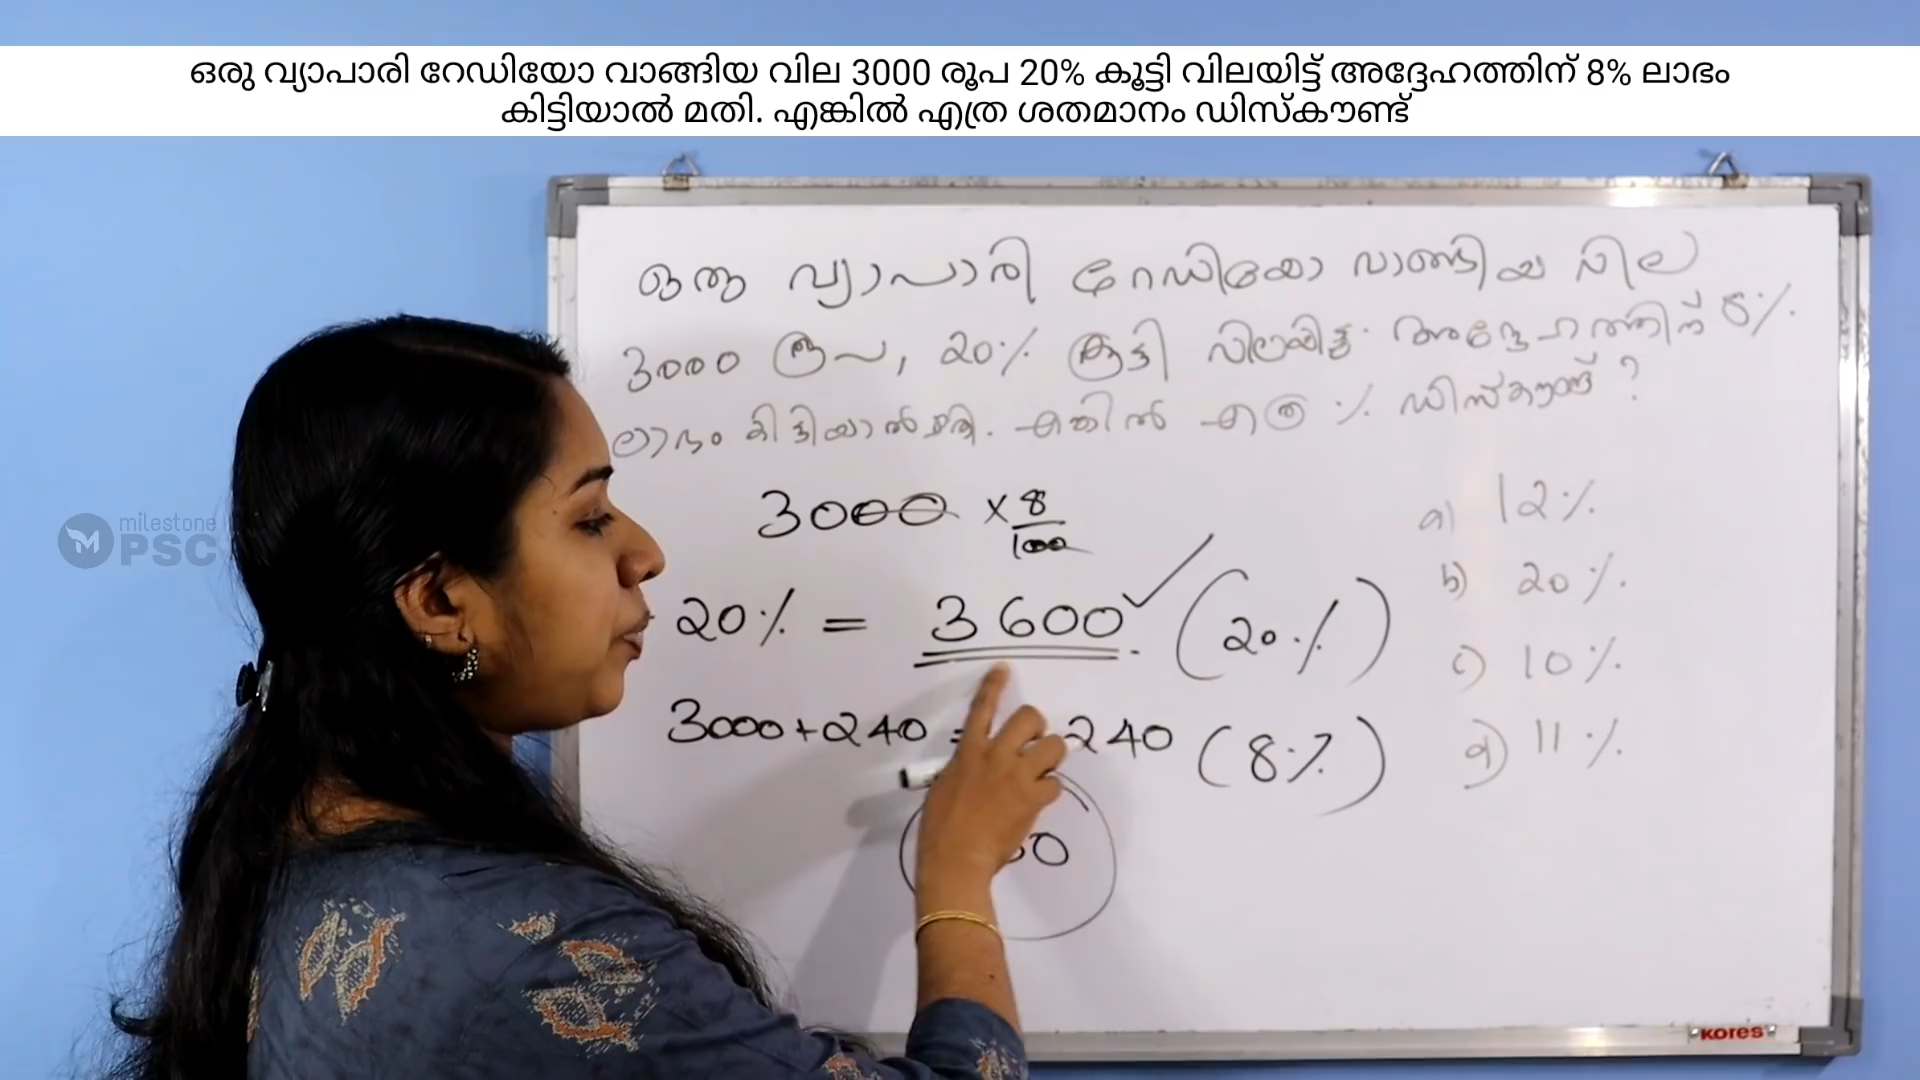 ഒരു വ്യാപാരി റേഡിയോ വാങ്ങിയ വില 3000 രൂപ 20% കൂട്ടി വിലയിട്ട് അദ്ദേഹത്തിന് 8% ലാഭം
കിട്ടിയാൽ മതി. എങ്കിൽ എത്ര ശതമാനം ഡിസ്കൗണ്ട്
ഒരു വ്യാപാരി റേഡിയോ വാങ്ങിയ വില
3000 രൂപ, 20% കൂട്ടി വിലയിട്ടു. അദ്ദേഹത്തിന് 8%
ലാഭം കിട്ടിയാൽ മതി. എങ്കിൽ എത്ര % ഡിസ്കൗണ്ട് ?
3000 × 8/100
20% = 3600 ✓ (20%)
3000+240 = 240 (8%)
a) 12%
b) 20%
c) 10%
d) 11%
milestone
PSC
kores